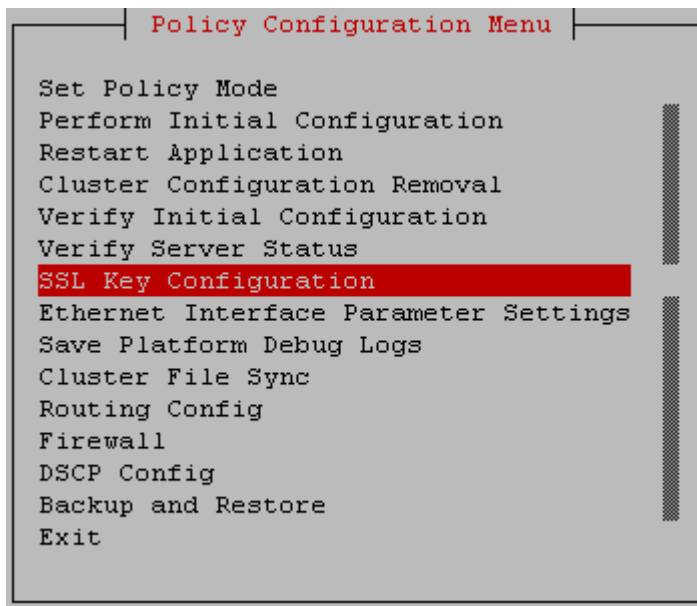 Policy Configuration Menu
Set Policy Mode
Perform Initial Configuration
Restart Application
Cluster Configuration Removal
Verify Initial Configuration
Verify Server Status
SSL Key Configuration
Ethernet Interface Parameter Settings
Save Platform Debug Logs
Cluster File Sync
Routing Config
Firewall
DSCP Config
Backup and Restore
Exit